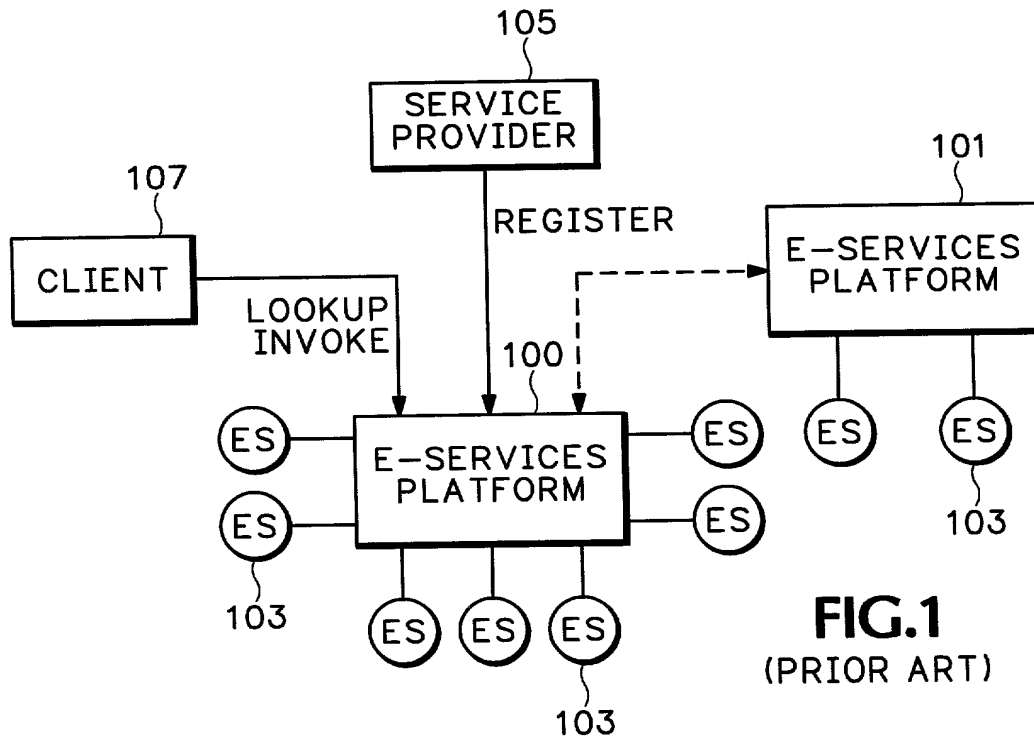 105
SERVICE
PROVIDER
107
CLIENT
REGISTER
LOOKUP
INVOKE
101
E-SERVICES
PLATFORM
100
E-SERVICES
PLATFORM
ES
ES
103
ES
ES
ES
103
ES
ES
ES
ES
103
FIG.1
(PRIOR ART)